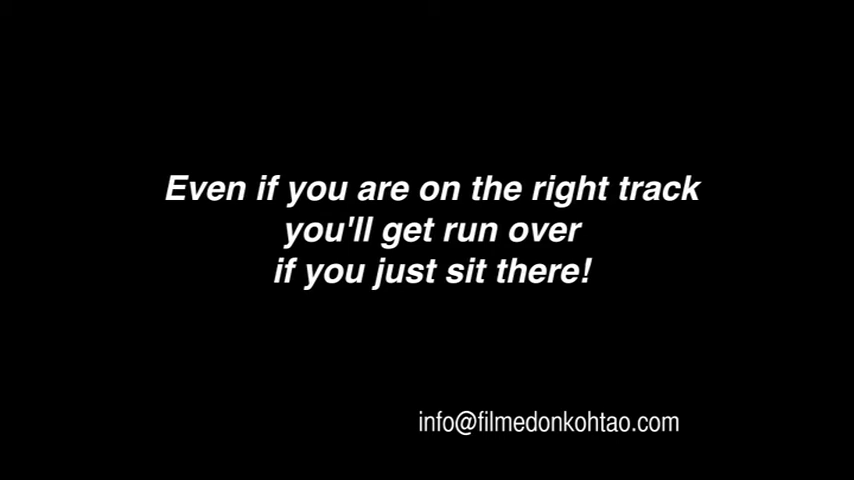 Even if you are on the right track
you'll get run over
if you just sit there!
info@filmedonkohtao.com